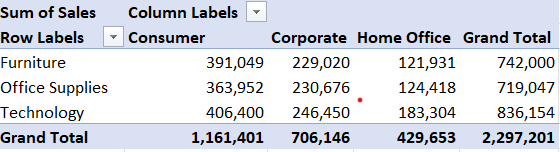 Sum of Sales Column Labels
Row Labels Consumer Corporate Home Office Grand Total
Furniture 391,049 229,020 121,931 742,000
Office Supplies 363,952 230,676 124,418 719,047
Technology 406,400 246,450 183,304 836,154
Grand Total 1,161,401 706,146 429,653 2,297,201